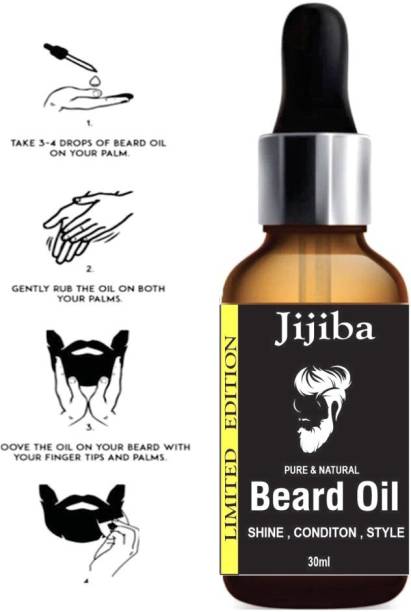 1.
TAKE 3-4 DROPS OF BEARD OIL
ON YOUR PALM.
2.
GENTLY RUB THE OIL ON BOTH
YOUR PALMS.
3.
OOVE THE OIL ON YOUR BEARD WITH
YOUR FINGER TIPS AND PALMS.
4
LIMITED EDITION
Jijiba
PURE & NATURAL
Beard Oil
SHINE , CONDITON , STYLE
30ml